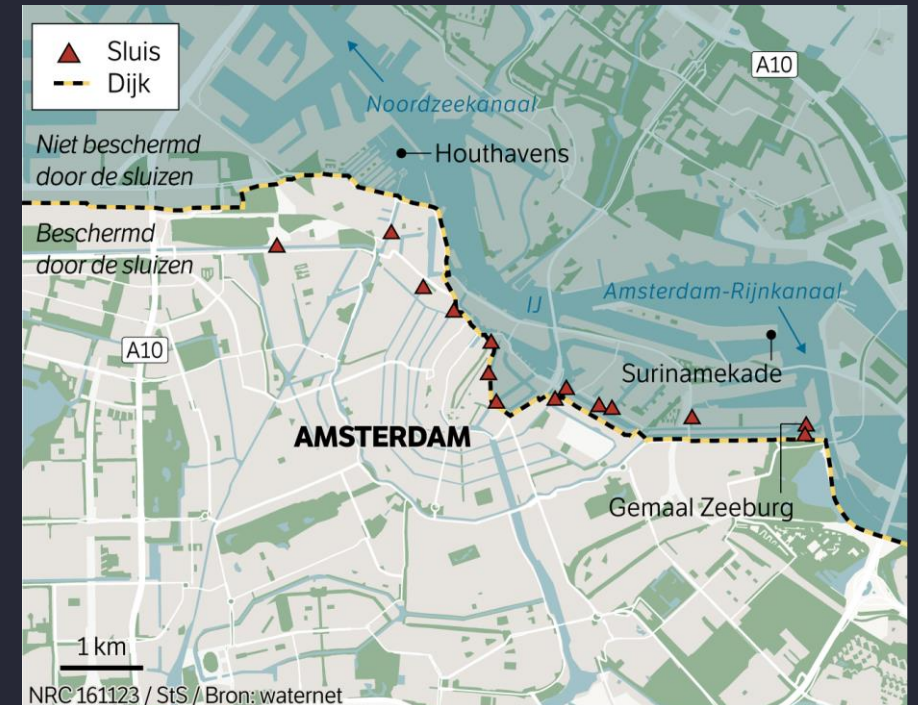 Sluis
Dijk
A10
Noordzeekanaal
Niet beschermd
door de sluizen
Houthavens
Beschermd
door de sluizen
IJ
Amsterdam-Rijnkanaal
A10
Surinamekade
AMSTERDAM
Gemaal Zeeburg
1 km
NRC 161123 / StS / Bron: waternet